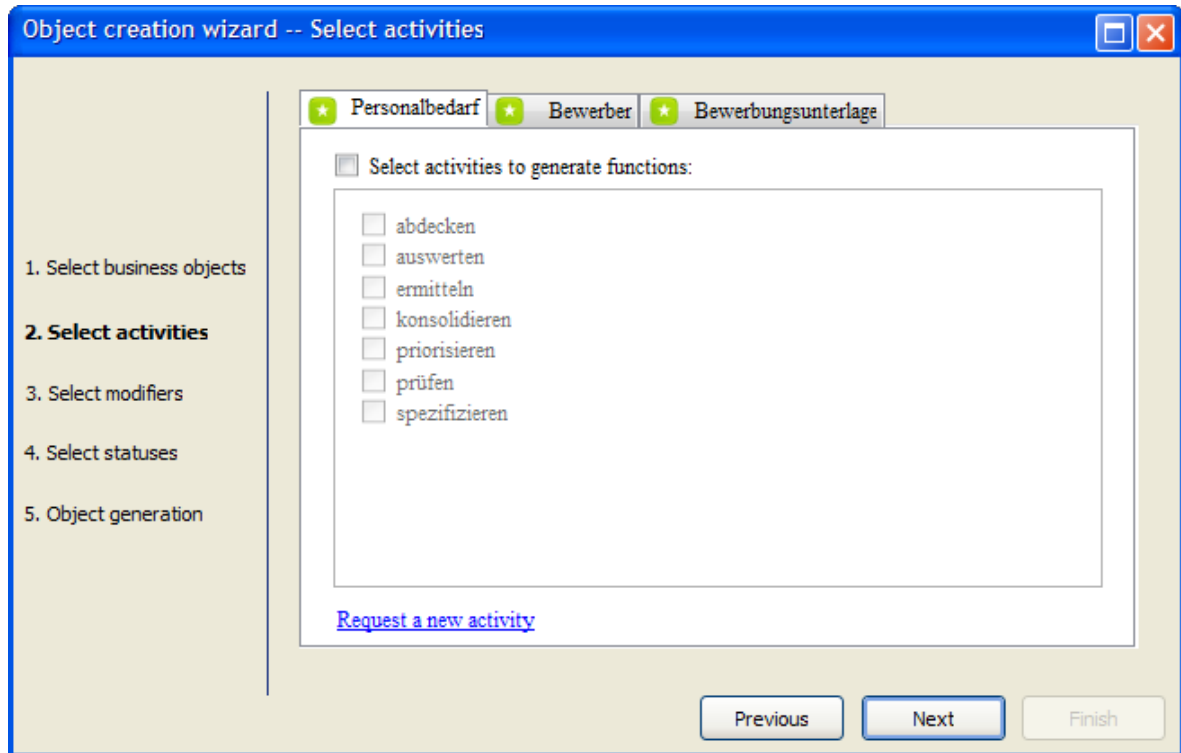 Object creation wizard -- Select activities
1. Select business objects
2. Select activities
3. Select modifiers
4. Select statuses
5. Object generation
Personalbedarf Bewerber Bewerbungsunterlage
Select activities to generate functions:
abdecken
auswerten
ermitteln
konsolidieren
priorisieren
prüfen
spezifizieren
Request a new activity
Previous Next Finish